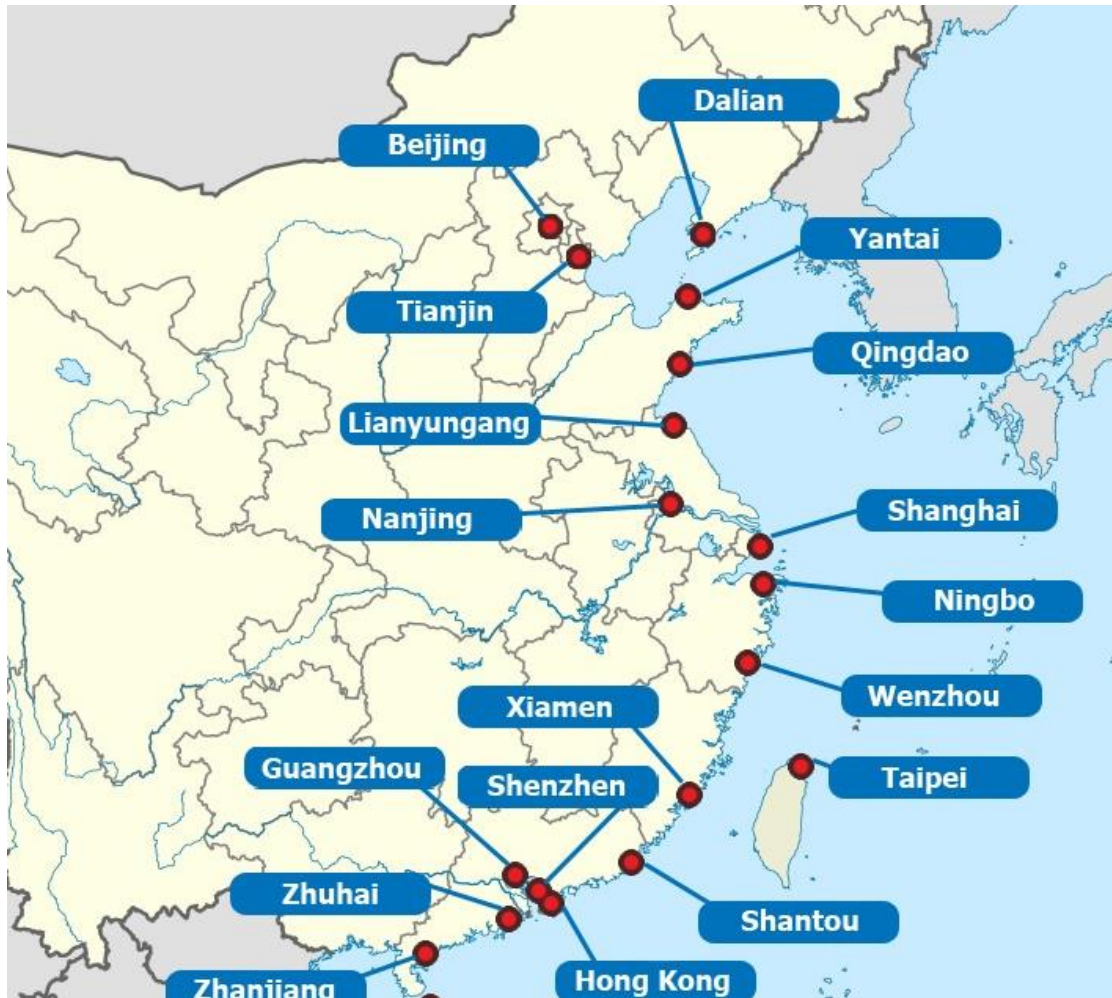 Dalian
Beijing
Yantai
Tianjin
Qingdao
Lianyungang
Shanghai
Nanjing
Ningbo
Wenzhou
Xiamen
Guangzhou
Shenzhen
Taipei
Zhuhai
Shantou
Hong Kong
Zhanjiang